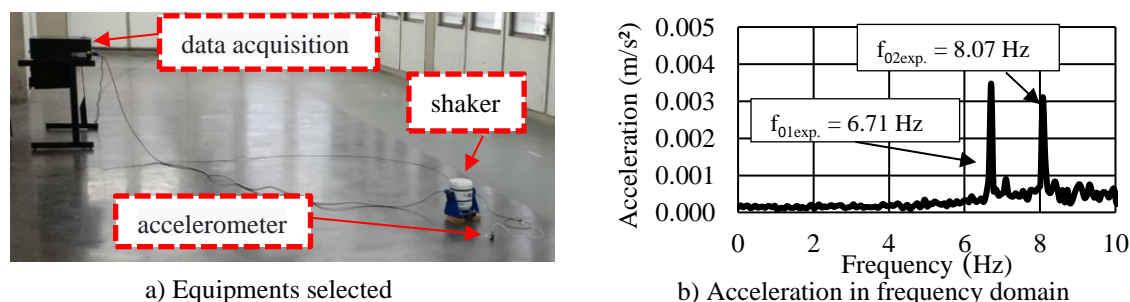 data acquisition
shaker
accelerometer
a) Equipments selected
Acceleration (m/s²)
0.005
0.004
0.003
0.002
0.001
0.000
f02exp. = 8.07 Hz
f01exp. = 6.71 Hz
0 2 4 6 8 10
Frequency (Hz)
b) Acceleration in frequency domain